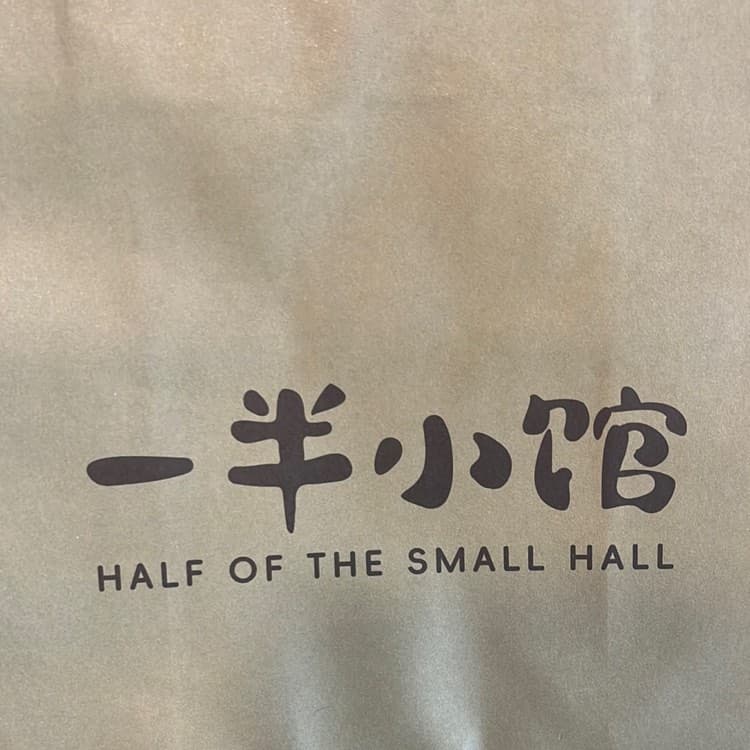 一半小馆
HALF OF THE SMALL HALL